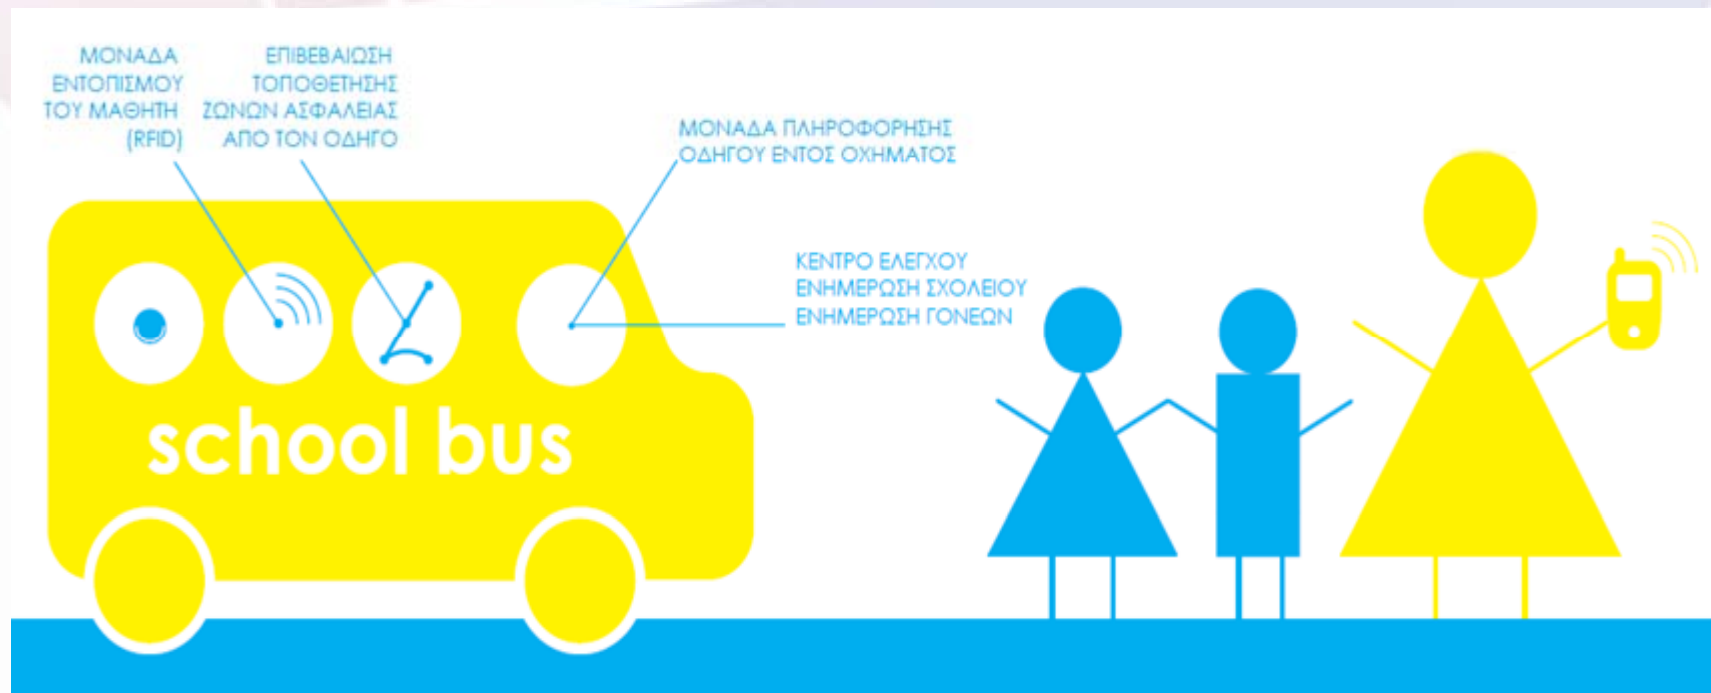 ΜΟΝΑΔΑ
ΕΝΤΟΠΙΣΜΟΥ
ΤΟΥ ΜΑΘΗΤΗ
(RFID)
ΕΠΙΒΕΒΑΙΩΣΗ
ΤΟΠΟΘΕΤΗΣΗΣ
ΖΩΝΩΝ ΑΣΦΑΛΕΙΑΣ
ΑΠΟ ΤΟΝ ΟΔΗΓΟ
ΜΟΝΑΔΑ ΠΛΗΡΟΦΟΡΗΣΗΣ
ΟΔΗΓΟΥ ΕΝΤΟΣ ΟΧΗΜΑΤΟΣ
ΚΕΝΤΡΟ ΕΛΕΓΧΟΥ
ΕΝΗΜΕΡΩΣΗ ΣΧΟΛΕΙΟΥ
ΕΝΗΜΕΡΩΣΗ ΓΟΝΕΩΝ
school bus